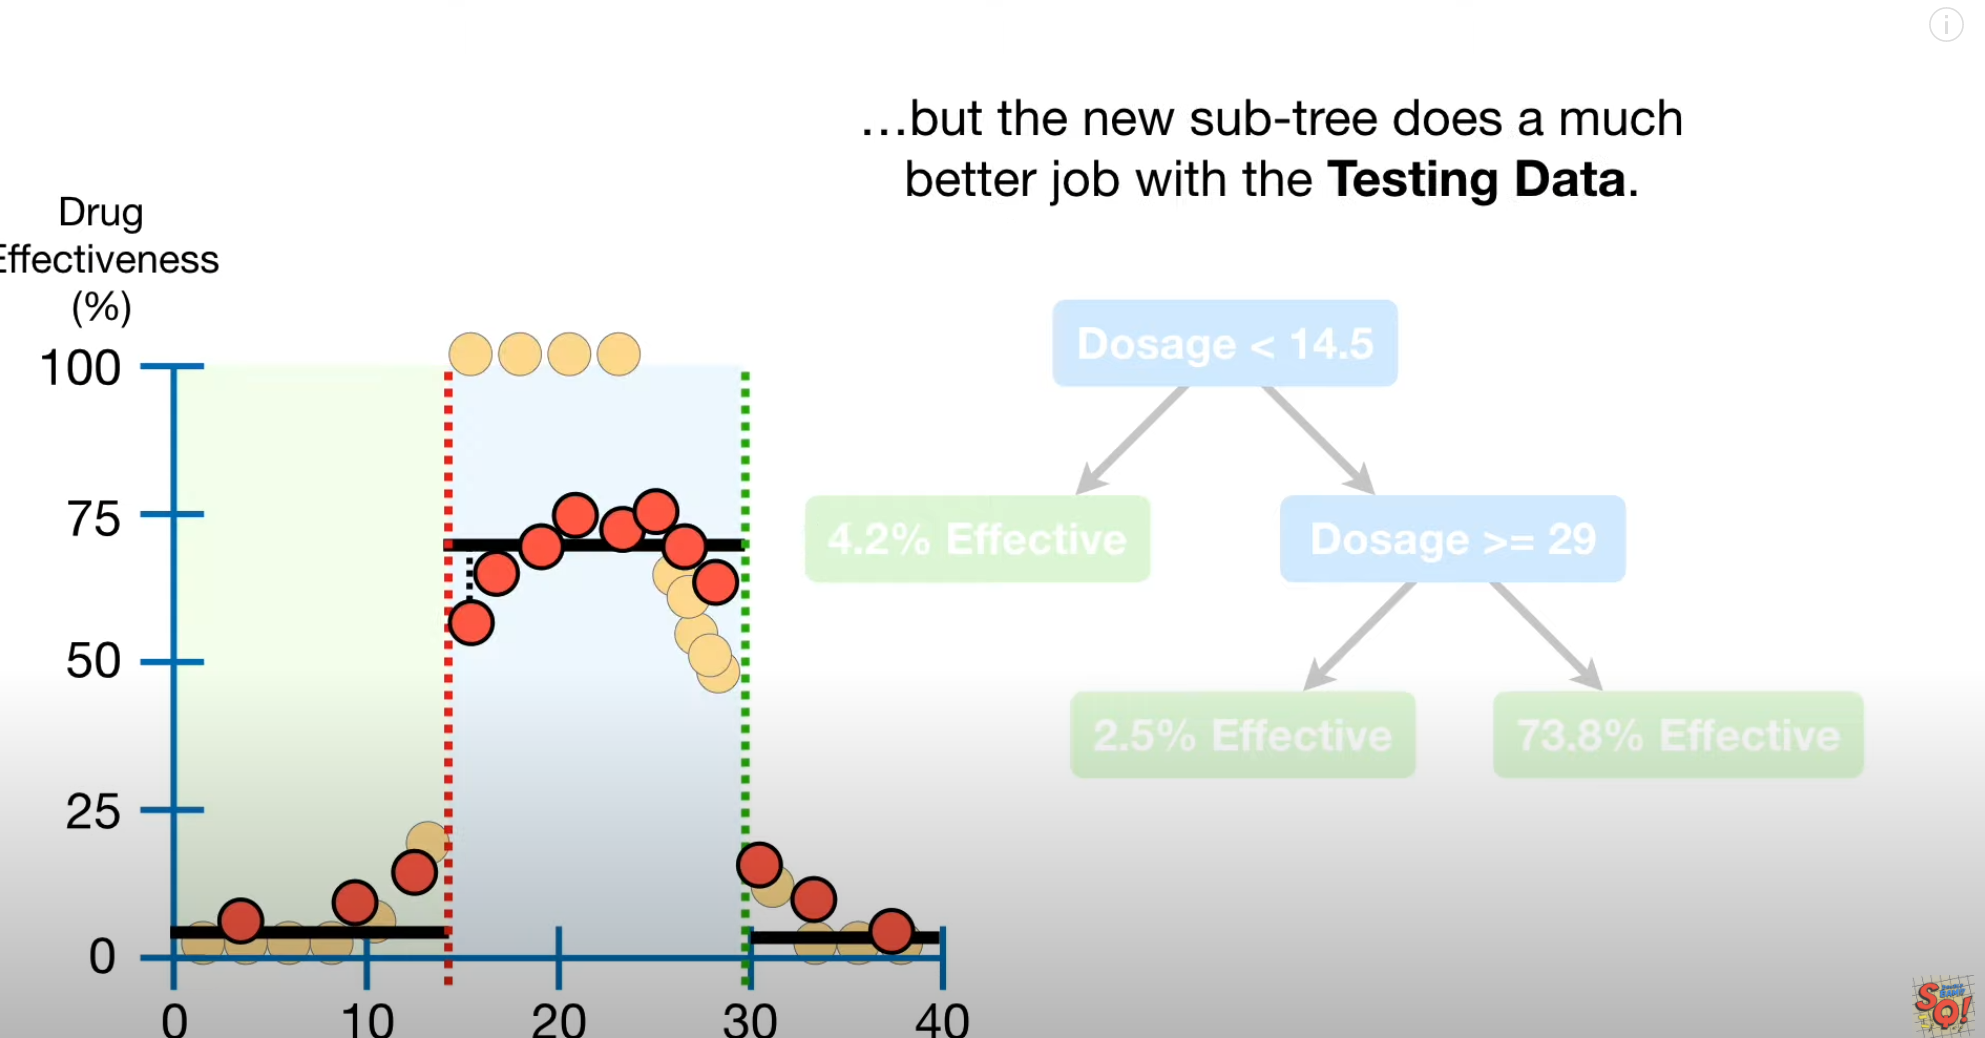 …but the new sub-tree does a much
better job with the Testing Data.
Drug
Effectiveness
(%)
100
75
50
25
0
0 10 20 30 40
Dosage < 14.5
4.2% Effective
Dosage >= 29
2.5% Effective
73.8% Effective
SQ!